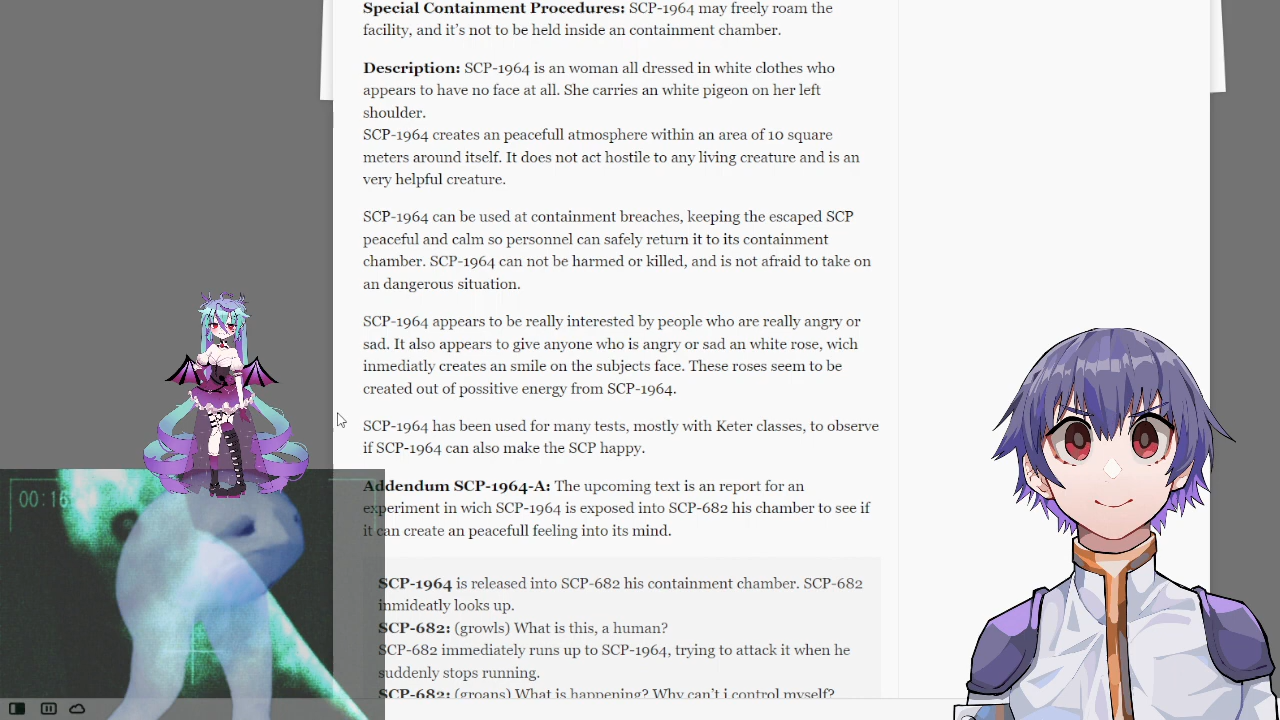 Special Containment Procedures: SCP-1964 may freely roam the
facility, and it’s not to be held inside an containment chamber.
Description: SCP-1964 is an woman all dressed in white clothes who
appears to have no face at all. She carries an white pigeon on her left
shoulder.
SCP-1964 creates an peacefull atmosphere within an area of 10 square
meters around itself. It does not act hostile to any living creature and is an
very helpful creature.
SCP-1964 can be used at containment breaches, keeping the escaped SCP
peaceful and calm so personnel can safely return it to its containment
chamber. SCP-1964 can not be harmed or killed, and is not afraid to take on
an dangerous situation.
SCP-1964 appears to be really interested by people who are really angry or
sad. It also appears to give anyone who is angry or sad an white rose, wich
inmediatly creates an smile on the subjects face. These roses seem to be
created out of possitive energy from SCP-1964.
SCP-1964 has been used for many tests, mostly with Keter classes, to observe
if SCP-1964 can also make the SCP happy.
Addendum SCP-1964-A: The upcoming text is an report for an
experiment in wich SCP-1964 is exposed into SCP-682 his chamber to see if
it can create an peacefull feeling into its mind.
SCP-1964 is released into SCP-682 his containment chamber. SCP-682
inmideatly looks up.
SCP-682: (growls) What is this, a human?
SCP-682 immediately runs up to SCP-1964, trying to attack it when he
suddenly stops running.
SCP-682: (groans) What is happening? Why can’t i control myself?
00:16